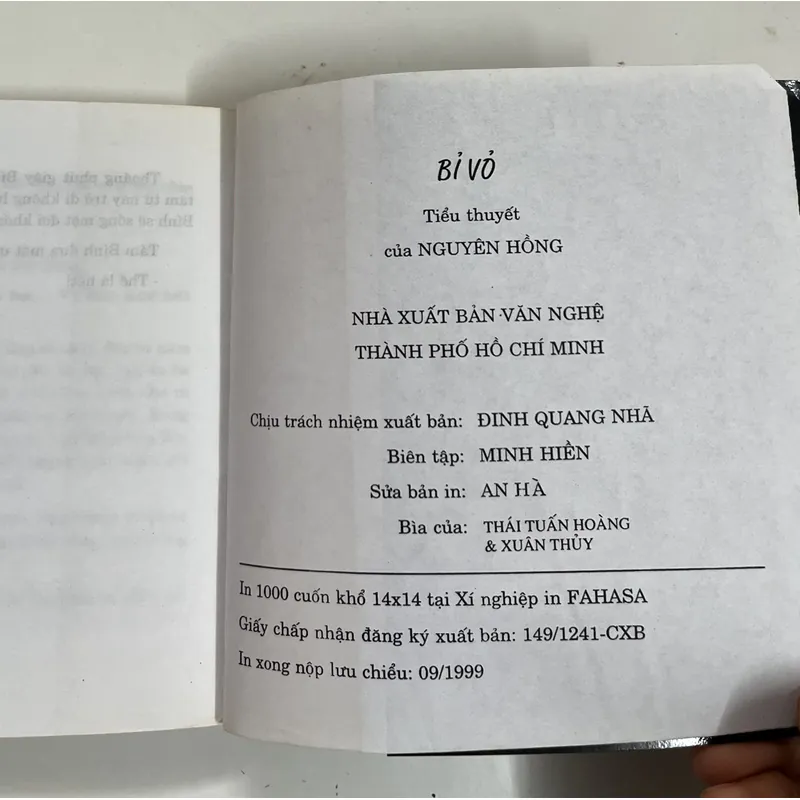 BỈ VỎ
Tiểu thuyết
của NGUYÊN HỒNG
NHÀ XUẤT BẢN VĂN NGHỆ
THÀNH PHỐ HỒ CHÍ MINH
Chịu trách nhiệm xuất bản: ĐINH QUANG NHÃ
Biên tập: MINH HIỀN
Sửa bản in: AN HÀ
Bìa của: THÁI TUẤN HOÀNG
& XUÂN THỦY
In 1000 cuốn khổ 14x14 tại Xí nghiệp in FAHASA
Giấy chấp nhận đăng ký xuất bản: 149/1241-CXB
In xong nộp lưu chiểu: 09/1999